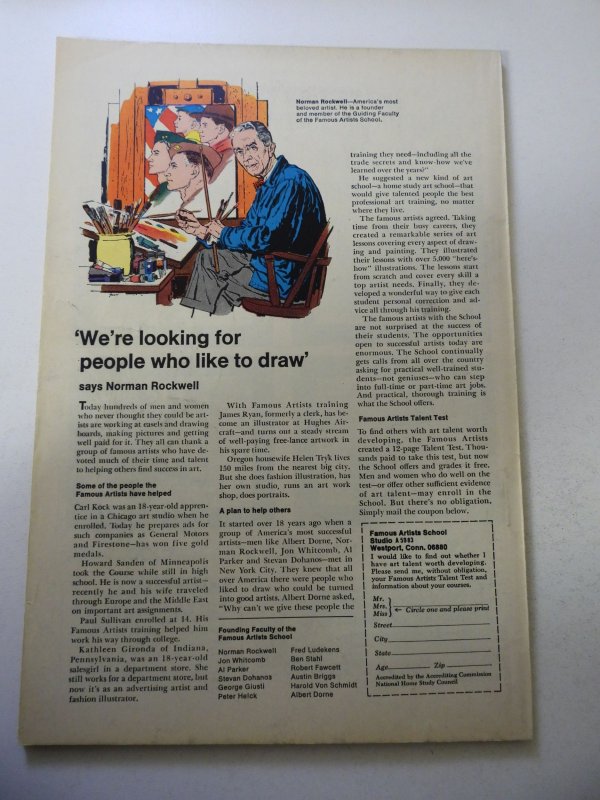 Norman Rockwell—America's most
beloved artist. He is a founder
and member of the Guiding Faculty
of the Famous Artists School.
'We're looking for
people who like to draw'
says Norman Rockwell
Today hundreds of men and women
who never thought they could be art-
ists are working at easels and drawing
boards, making pictures and getting
well paid for it. They all can thank a
group of famous artists who have de-
voted much of their time and talent
to helping others find success in art.
Some of the people the
Famous Artists have helped
Carl Kock was an 18-year-old appren-
tice in a Chicago art studio when he
enrolled. Today he prepares ads for
such companies as General Motors
and Firestone—has won five gold
medals.
Howard Sanden of Minneapolis
took the Course while still in high
school. He is now a successful artist—
recently he and his wife traveled
through Europe and the Middle East
on important art assignments.
Paul Sullivan enrolled at 14. His
Famous Artists training helped him
work his way through college.
Kathleen Gironda of Indiana,
Pennsylvania, was an 18-year-old
salesgirl in a department store. She
still works for a department store, but
now it's as an advertising artist and
fashion illustrator.
With Famous Artists training
James Ryan, formerly a clerk, has be-
come an illustrator at Hughes Air-
craft—and turns out a steady stream
of well-paying free-lance artwork in
his spare time.
Oregon housewife Helen Tryk lives
150 miles from the nearest big city.
But she does fashion illustration, has
her own studio, runs an art work
shop, does portraits.
A plan to help others
It started over 18 years ago when a
group of America's most successful
artists—men like Albert Dorne, Nor-
man Rockwell, Jon Whitcomb, Al
Parker and Stevan Dohanos—met in
New York City. They knew that all
over America there were people who
liked to draw who could be turned
into good artists. Albert Dorne asked,
"Why can't we give these people the
Founding Faculty of the
Famous Artists School
Norman Rockwell
Jon Whitcomb
Al Parker
Stevan Dohanos
George Giusti
Peter Helck
Fred Ludekens
Ben Stahl
Robert Fawcett
Austin Briggs
Harold Von Schmidt
Albert Dorne
training they need—including all the
trade secrets and know-how we've
learned over the years?"
He suggested a new kind of art
school—a home study art school—that
would give talented people the best
professional art training, no matter
where they live.
The famous artists agreed. Taking
time from their busy careers, they
created a remarkable series of art
lessons covering every aspect of draw-
ing and painting. They illustrated
their lessons with over 5,000 "here's-
how" illustrations. The lessons start
from scratch and cover every skill a
top artist needs. Finally, they de-
veloped a wonderful way to give each
student personal correction and ad-
vice all through his training.
The famous artists with the School
are not surprised at the success of
their students. The opportunities
open to successful artists today are
enormous. The School continually
gets calls from all over the country
asking for practical well-trained stu-
dents—not geniuses—who can step
into full-time or part-time art jobs.
And practical, thorough training is
what the School offers.
Famous Artists Talent Test
To find others with art talent worth
developing, the Famous Artists
created a 12-page Talent Test. Thou-
sands paid to take this test, but now
the School offers and grades it free.
Men and women who do well on the
test—or offer other sufficient evidence
of art talent—may enroll in the
School. But there's no obligation.
Simply mail the coupon below.
Famous Artists School
Studio A5983
Westport, Conn. 06880
I would like to find out whether I
have art talent worth developing.
Please send me, without obligation,
your Famous Artists Talent Test and
information about your courses.
Mr.
Mrs.
Miss
← Circle one and please print
Street
City
State
Age Zip
Accredited by the Accrediting Commission
National Home Study Council